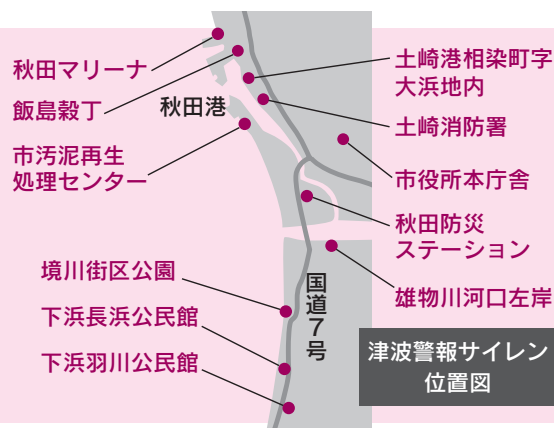 秋田マリーナ
飯島穀丁
秋田港
市汚泥再生
処理センター
土崎港相染町字
大浜地内
土崎消防署
市役所本庁舎
秋田防災
ステーション
雄物川河口左岸
境川街区公園
下浜長浜公民館
下浜羽川公民館
国道7号
津波警報サイレン
位置図